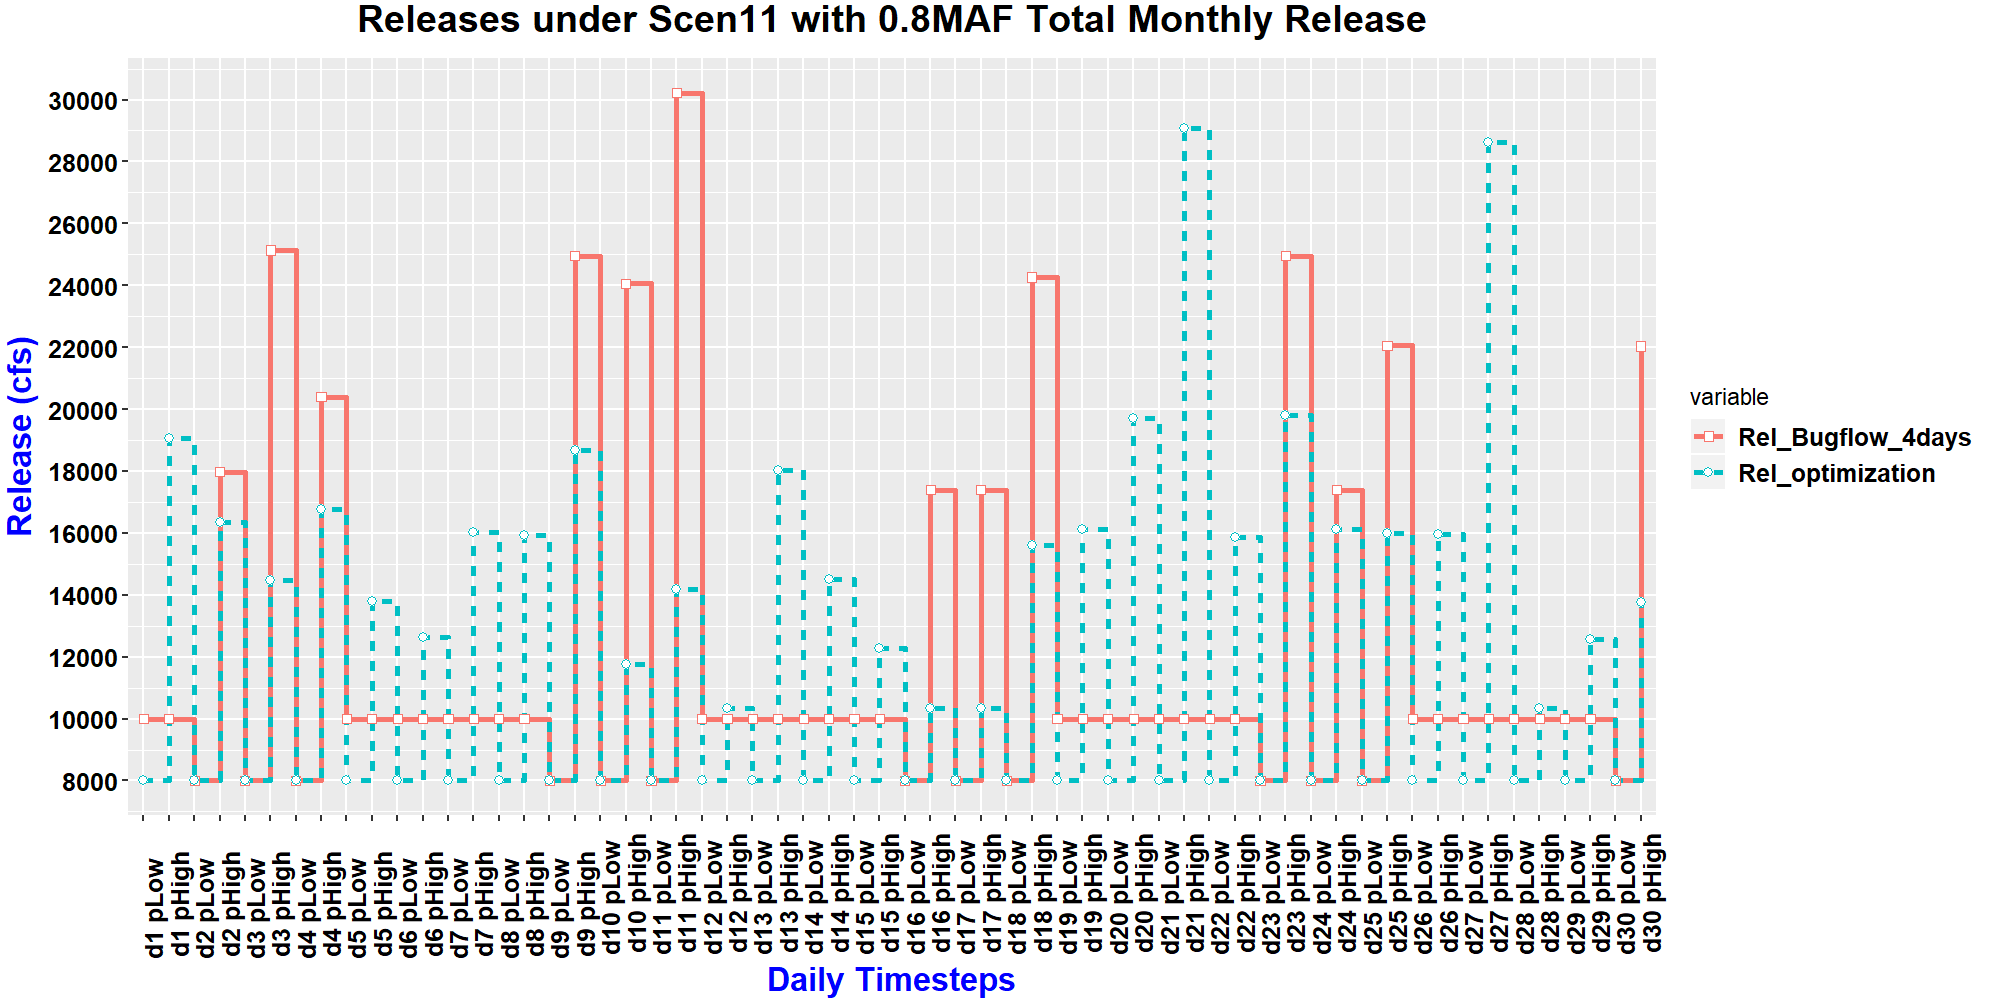 Releases under Scen11 with 0.8MAF Total Monthly Release
Release (cfs)
30000
28000
26000
24000
22000
20000
18000
16000
14000
12000
10000
8000
d1 pLow
d1 pHigh
d2 pLow
d2 pHigh
d3 pLow
d3 pHigh
d4 pLow
d4 pHigh
d5 pLow
d5 pHigh
d6 pLow
d6 pHigh
d7 pLow
d7 pHigh
d8 pLow
d8 pHigh
d9 pLow
d9 pHigh
d10 pLow
d10 pHigh
d11 pLow
d11 pHigh
d12 pLow
d12 pHigh
d13 pLow
d13 pHigh
d14 pLow
d14 pHigh
d15 pLow
d15 pHigh
d16 pLow
d16 pHigh
d17 pLow
d17 pHigh
d18 pLow
d18 pHigh
d19 pLow
d19 pHigh
d20 pLow
d20 pHigh
d21 pLow
d21 pHigh
d22 pLow
d22 pHigh
d23 pLow
d23 pHigh
d24 pLow
d24 pHigh
d25 pLow
d25 pHigh
d26 pLow
d26 pHigh
d27 pLow
d27 pHigh
d28 pLow
d28 pHigh
d29 pLow
d29 pHigh
d30 pLow
d30 pHigh
Daily Timesteps
variable
Rel_Bugflow_4days
Rel_optimization